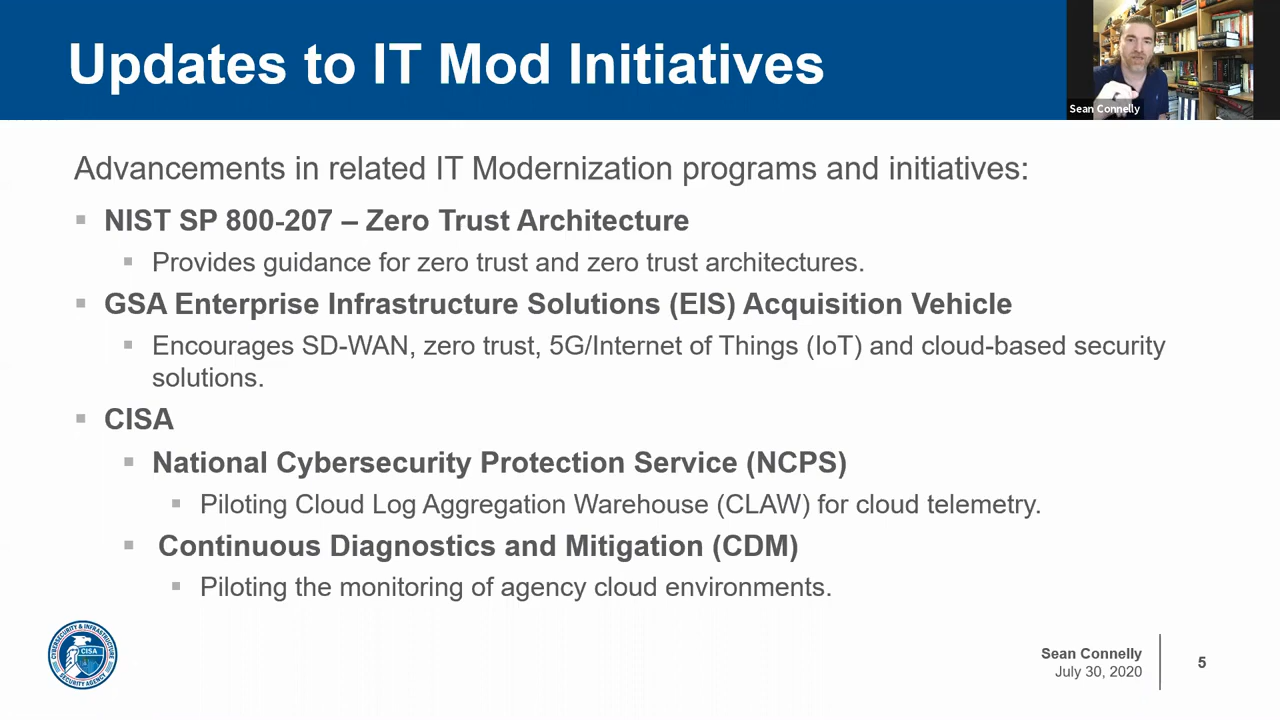 Updates to IT Mod Initiatives
Sean Connelly
Advancements in related IT Modernization programs and initiatives:
NIST SP 800-207 – Zero Trust Architecture
Provides guidance for zero trust and zero trust architectures.
GSA Enterprise Infrastructure Solutions (EIS) Acquisition Vehicle
Encourages SD-WAN, zero trust, 5G/Internet of Things (IoT) and cloud-based security
solutions.
CISA
National Cybersecurity Protection Service (NCPS)
Piloting Cloud Log Aggregation Warehouse (CLAW) for cloud telemetry.
Continuous Diagnostics and Mitigation (CDM)
Piloting the monitoring of agency cloud environments.
CYBERSECURITY & INFRASTRUCTURE
CISA
SECURITY AGENCY
Sean Connelly
July 30, 2020
5